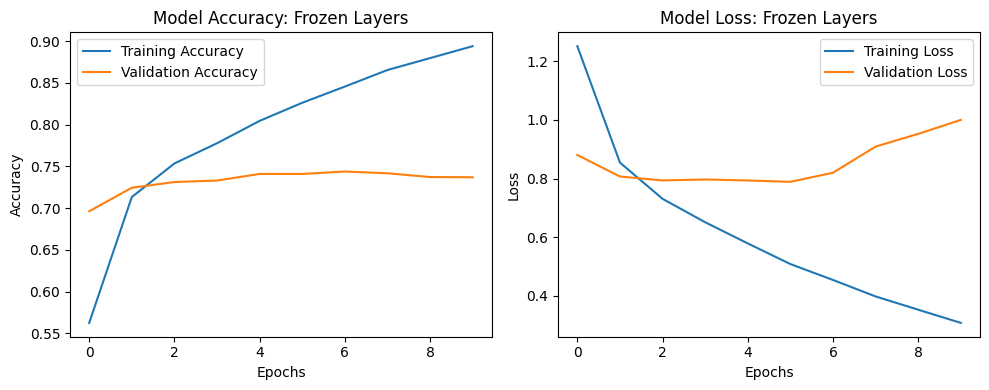 Model Accuracy: Frozen Layers
Training Accuracy
Validation Accuracy
0.90
0.85
0.80
0.75
0.70
0.65
0.60
0.55
Accuracy
0 2 4 6 8
Epochs
Model Loss: Frozen Layers
Training Loss
Validation Loss
1.2
1.0
0.8
0.6
0.4
Loss
0 2 4 6 8
Epochs